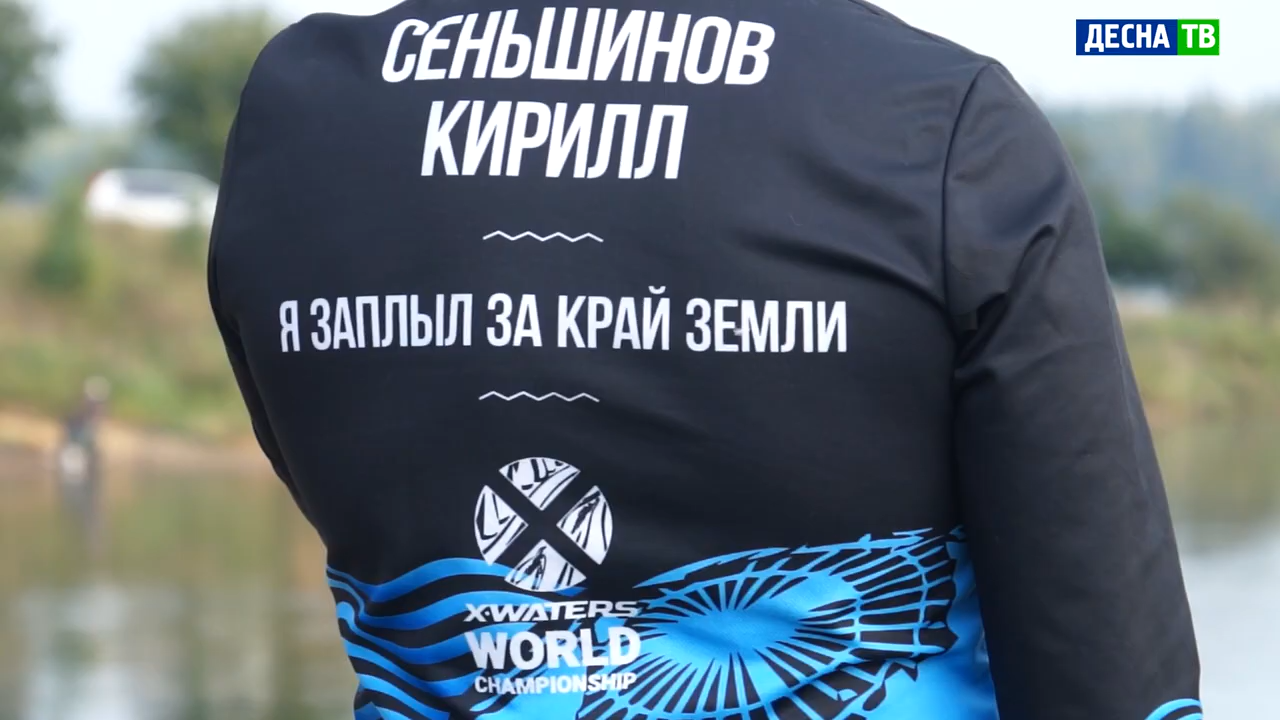 ДЕСНА ТВ
СЕНЬШИНОВ
КИРИЛЛ
Я ЗАПЛЫЛ ЗА КРАЙ ЗЕМЛИ
X-WATERS
WORLD
CHAMPIONSHIP